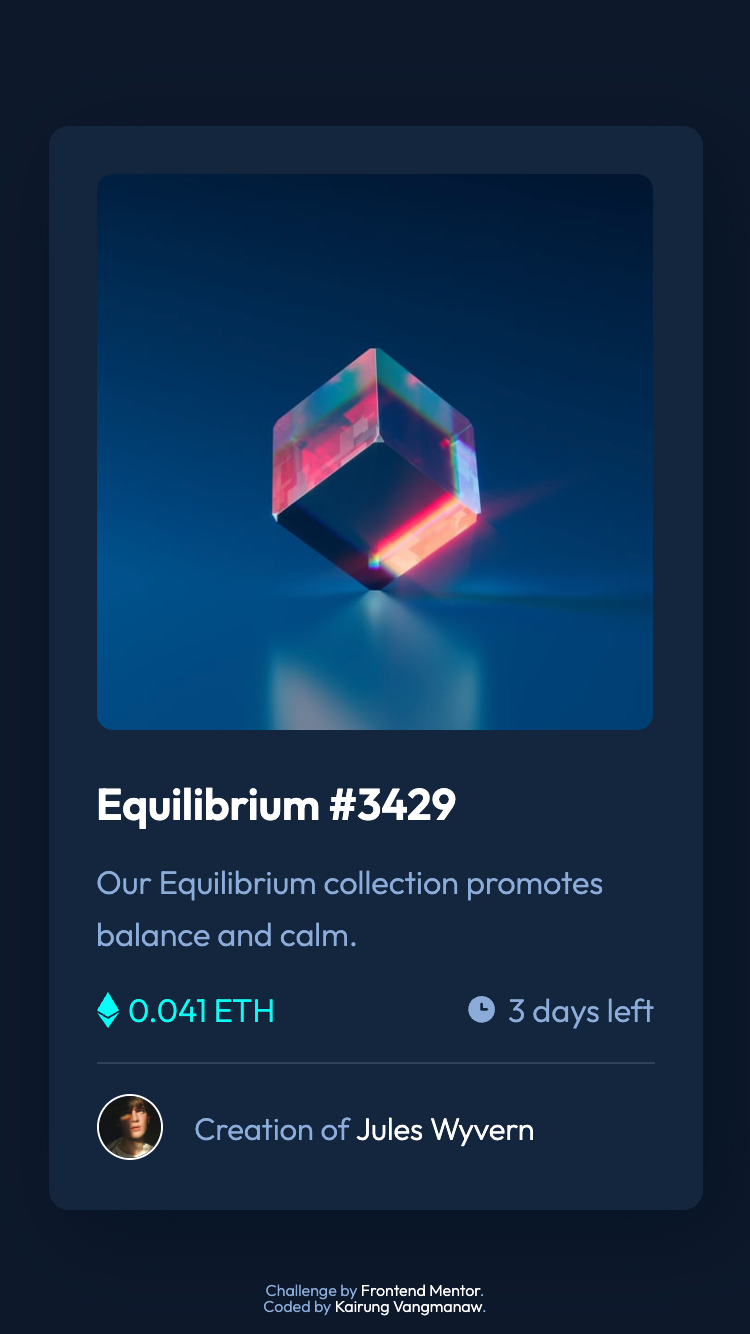 Equilibrium #3429
Our Equilibrium collection promotes
balance and calm.
0.041 ETH
3 days left
Creation of Jules Wyvern
Challenge by Frontend Mentor.
Coded by Kairung Vangmanaw.